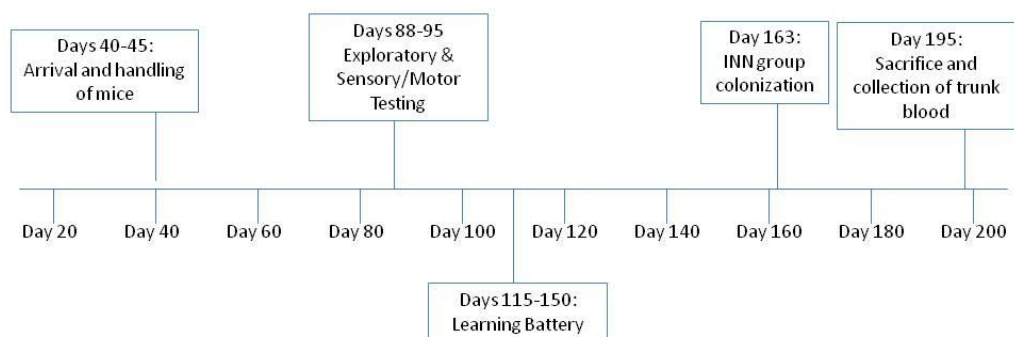 Days 40-45:
Arrival and handling
of mice
Days 88-95
Exploratory &
Sensory/Motor
Testing
Day 163:
INN group
colonization
Day 195:
Sacrifice and
collection of trunk
blood
Day 20
Day 40
Day 60
Day 80
Day 100
Day 120
Day 140
Day 160
Day 180
Day 200
Days 115-150:
Learning Battery